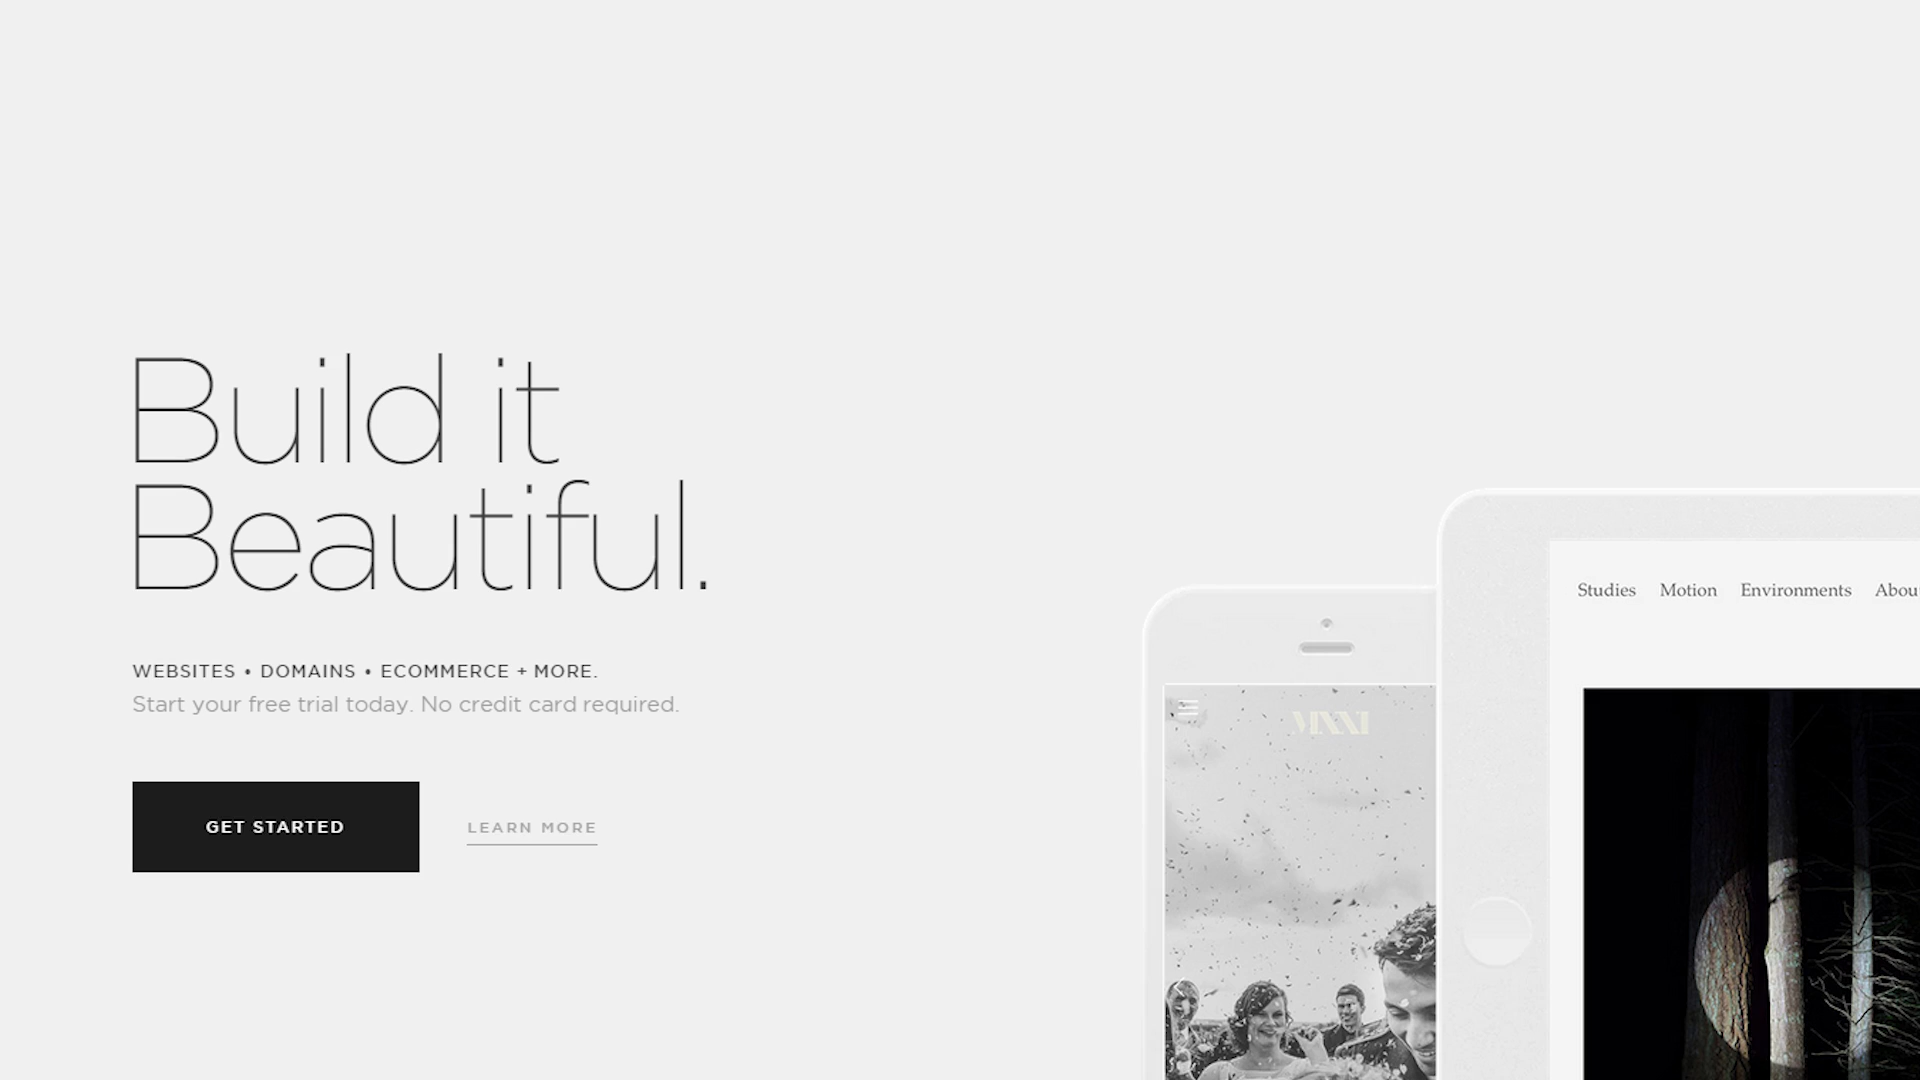 Build it
Beautiful.
WEBSITES • DOMAINS • ECOMMERCE + MORE.
Start your free trial today. No credit card required.
GET STARTED
LEARN MORE
Studies Motion Environments